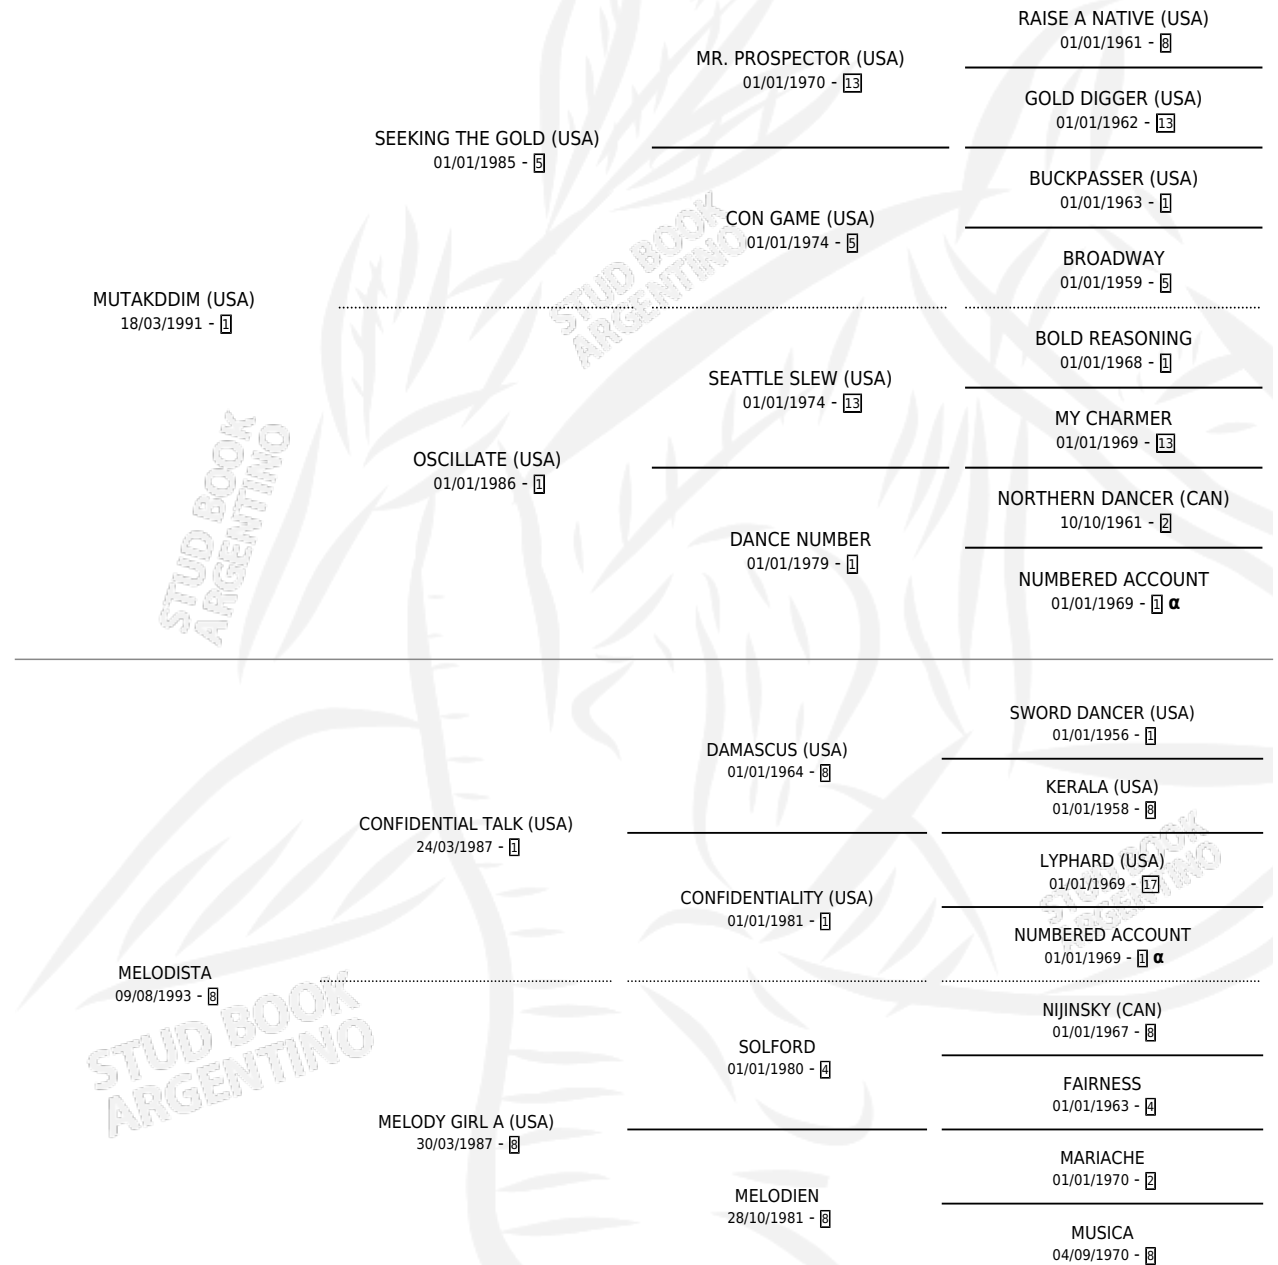 RAISE A NATIVE (USA)
01/01/1961 - 8
MR. PROSPECTOR (USA)
01/01/1970 - 13
GOLD DIGGER (USA)
01/01/1962 - 13
SEEKING THE GOLD (USA)
01/01/1985 - 5
BUCKPASSER (USA)
01/01/1963 - 1
CON GAME (USA)
01/01/1974 - 5
BROADWAY
01/01/1959 - 5
MUTAKDDIM (USA)
18/03/1991 - 1
BOLD REASONING
01/01/1968 - 1
SEATTLE SLEW (USA)
01/01/1974 - 13
MY CHARMER
01/01/1969 - 13
OSCILLATE (USA)
01/01/1986 - 1
NORTHERN DANCER (CAN)
10/10/1961 - 2
DANCE NUMBER
01/01/1979 - 1
NUMBERED ACCOUNT
01/01/1969 - 1 α
SWORD DANCER (USA)
01/01/1956 - 1
DAMASCUS (USA)
01/01/1964 - 8
KERALA (USA)
01/01/1958 - 8
CONFIDENTIAL TALK (USA)
24/03/1987 - 1
LYPHARD (USA)
01/01/1969 - 17
CONFIDENTIALITY (USA)
01/01/1981 - 1
NUMBERED ACCOUNT
01/01/1969 - 1 α
MELODISTA
09/08/1993 - 8
NIJINSKY (CAN)
01/01/1967 - 8
SOLFORD
01/01/1980 - 4
FAIRNESS
01/01/1963 - 4
MELODY GIRL A (USA)
30/03/1987 - 8
MARIACHE
01/01/1970 - 2
MELODIEN
28/10/1981 - 8
MUSICA
04/09/1970 - 8
STUD BOOK
ARGENTINO
STUD BOOK
ARGENTINO
STUD BOOK
ARGENTINO
STUD BOOK
ARGENTINO